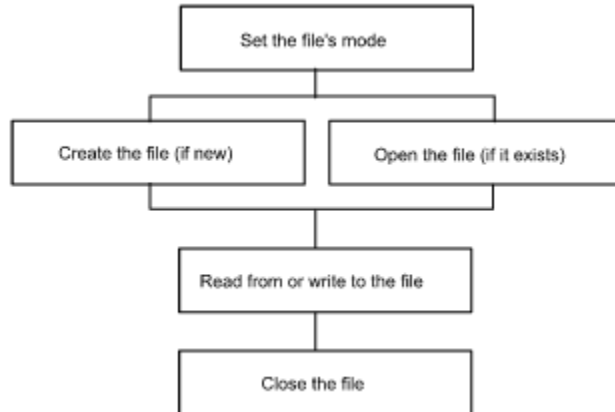 Set the file's mode
Create the file (if new)
Open the file (if it exists)
Read from or write to the file
Close the file